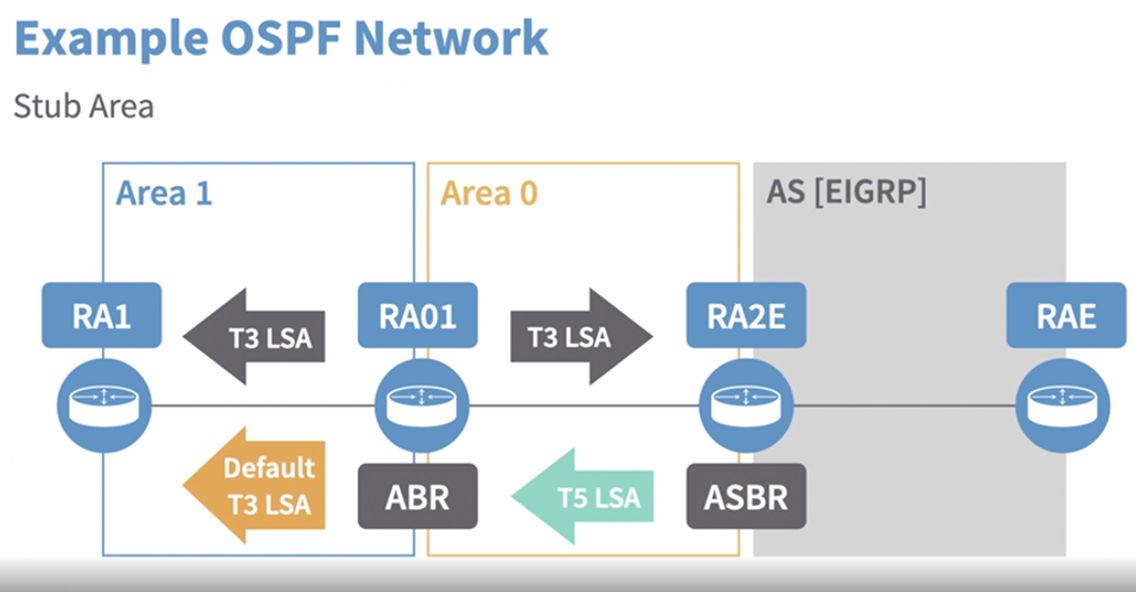 Example OSPF Network
Stub Area
Area 1
Area 0
AS [EIGRP]
RA1
T3 LSA
RA01
T3 LSA
RA2E
RAE
Default
T3 LSA
ABR
T5 LSA
ASBR